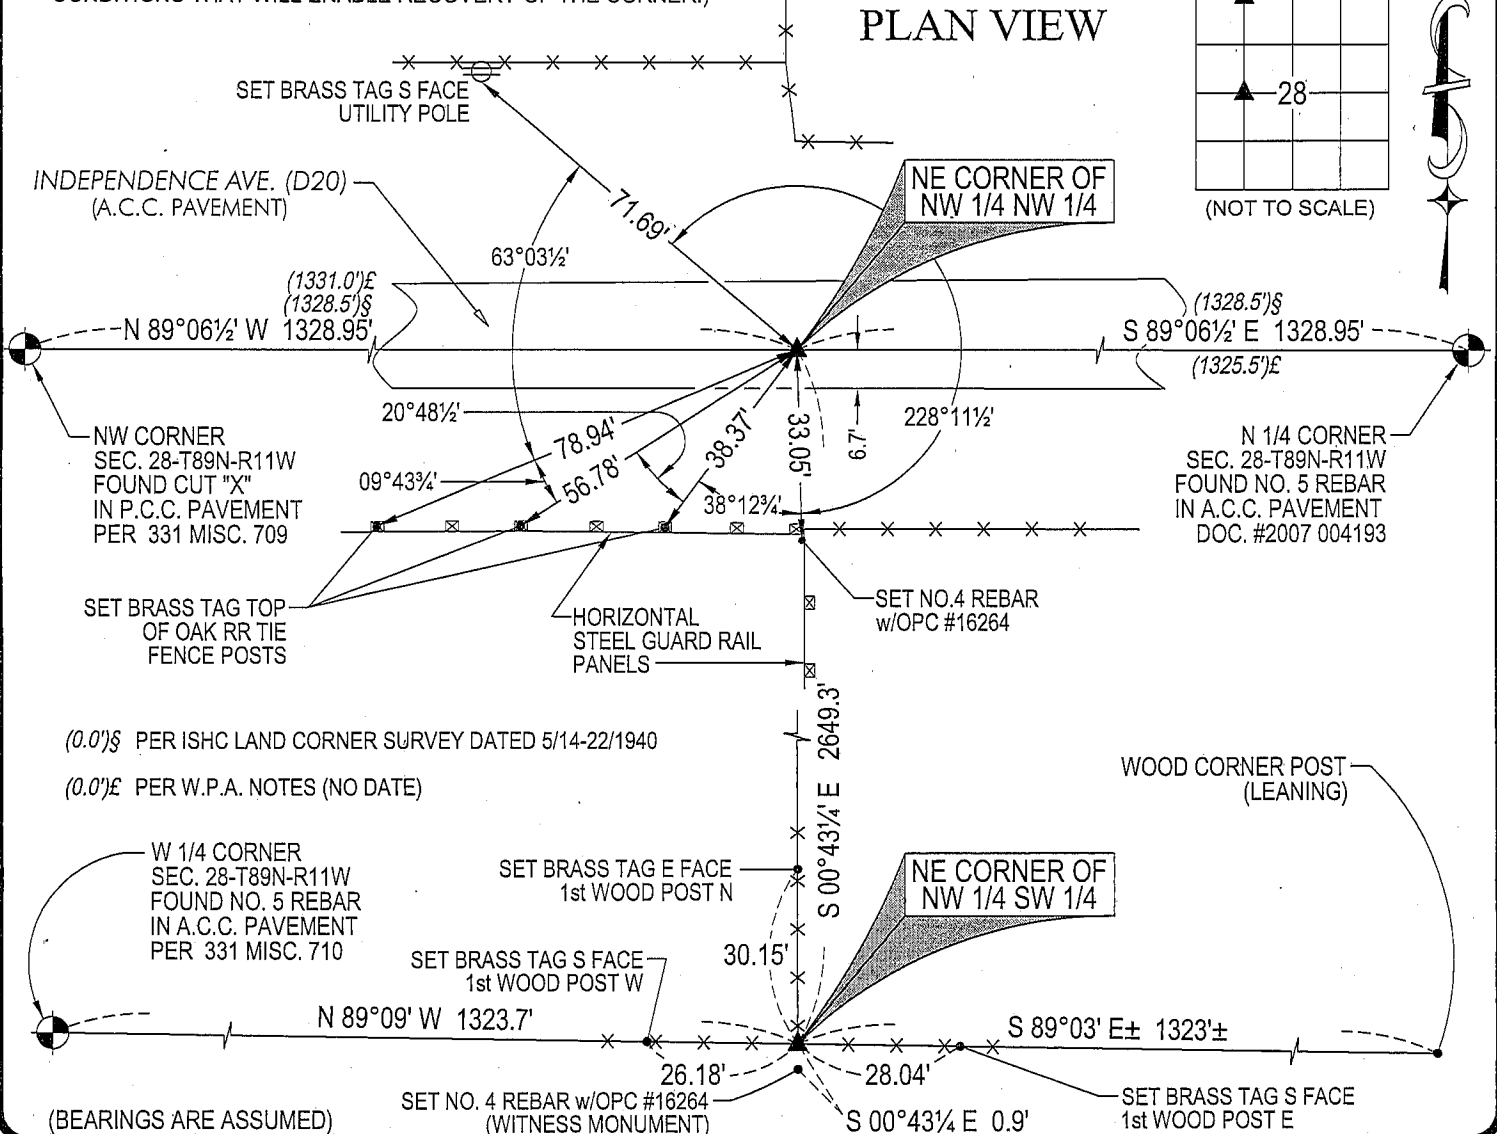 CONDITIONS THAT WILL ENABLE RECOVERY OF THE CORNER.)
PLAN VIEW
SET BRASS TAG S FACE
UTILITY POLE
28
(NOT TO SCALE)
INDEPENDENCE AVE. (D20)
(A.C.C. PAVEMENT)
71.69'
NE CORNER OF
NW 1/4 NW 1/4
63°03½'
(1331.0')£
(1328.5')§
N 89°06½' W 1328.95'
(1328.5')§
S 89°06½' E 1328.95'
(1325.5')£
20°48½'
78.94'
56.78'
38.37'
33.05'
9.7'
228°11½'
09°43¾'
38°12¾'
NW CORNER
SEC. 28-T89N-R11W
FOUND CUT "X"
IN P.C.C. PAVEMENT
PER 331 MISC. 709
N 1/4 CORNER
SEC. 28-T89N-R11W
FOUND NO. 5 REBAR
IN A.C.C. PAVEMENT
DOC. #2007 004193
SET BRASS TAG TOP
OF OAK RR TIE
FENCE POSTS
HORIZONTAL
STEEL GUARD RAIL
PANELS
SET NO.4 REBAR
w/OPC #16264
S 00°43¼' E 2649.3'
(0.0')§ PER ISHC LAND CORNER SURVEY DATED 5/14-22/1940
(0.0')£ PER W.P.A. NOTES (NO DATE)
WOOD CORNER POST
(LEANING)
W 1/4 CORNER
SEC. 28-T89N-R11W
FOUND NO. 5 REBAR
IN A.C.C. PAVEMENT
PER 331 MISC. 710
SET BRASS TAG E FACE
1st WOOD POST N
NE CORNER OF
NW 1/4 SW 1/4
30.15'
SET BRASS TAG S FACE
1st WOOD POST W
N 89°09' W 1323.7'
S 89°03' E± 1323'±
26.18'
28.04'
SET NO. 4 REBAR w/OPC #16264
(WITNESS MONUMENT)
S 00°43¼ E 0.9'
SET BRASS TAG S FACE
1st WOOD POST E
(BEARINGS ARE ASSUMED)